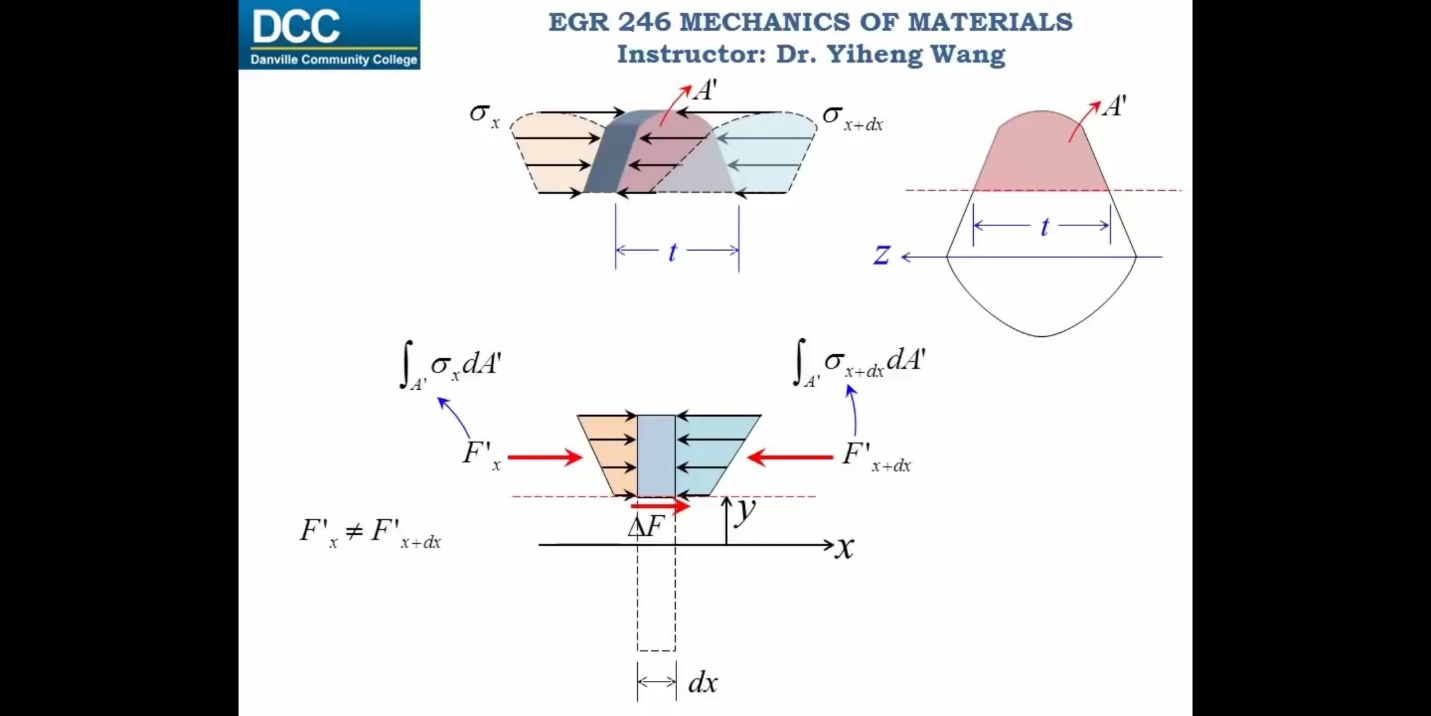 DCC
Danville Community College
EGR 246 MECHANICS OF MATERIALS
Instructor: Dr. Yiheng Wang
σx
A'
σx+dx
A'
t
t
z
∫A' σx dA'
∫A' σx+dx dA'
F'x
F'x+dx
ΔF
y
F'x ≠ F'x+dx
x
dx